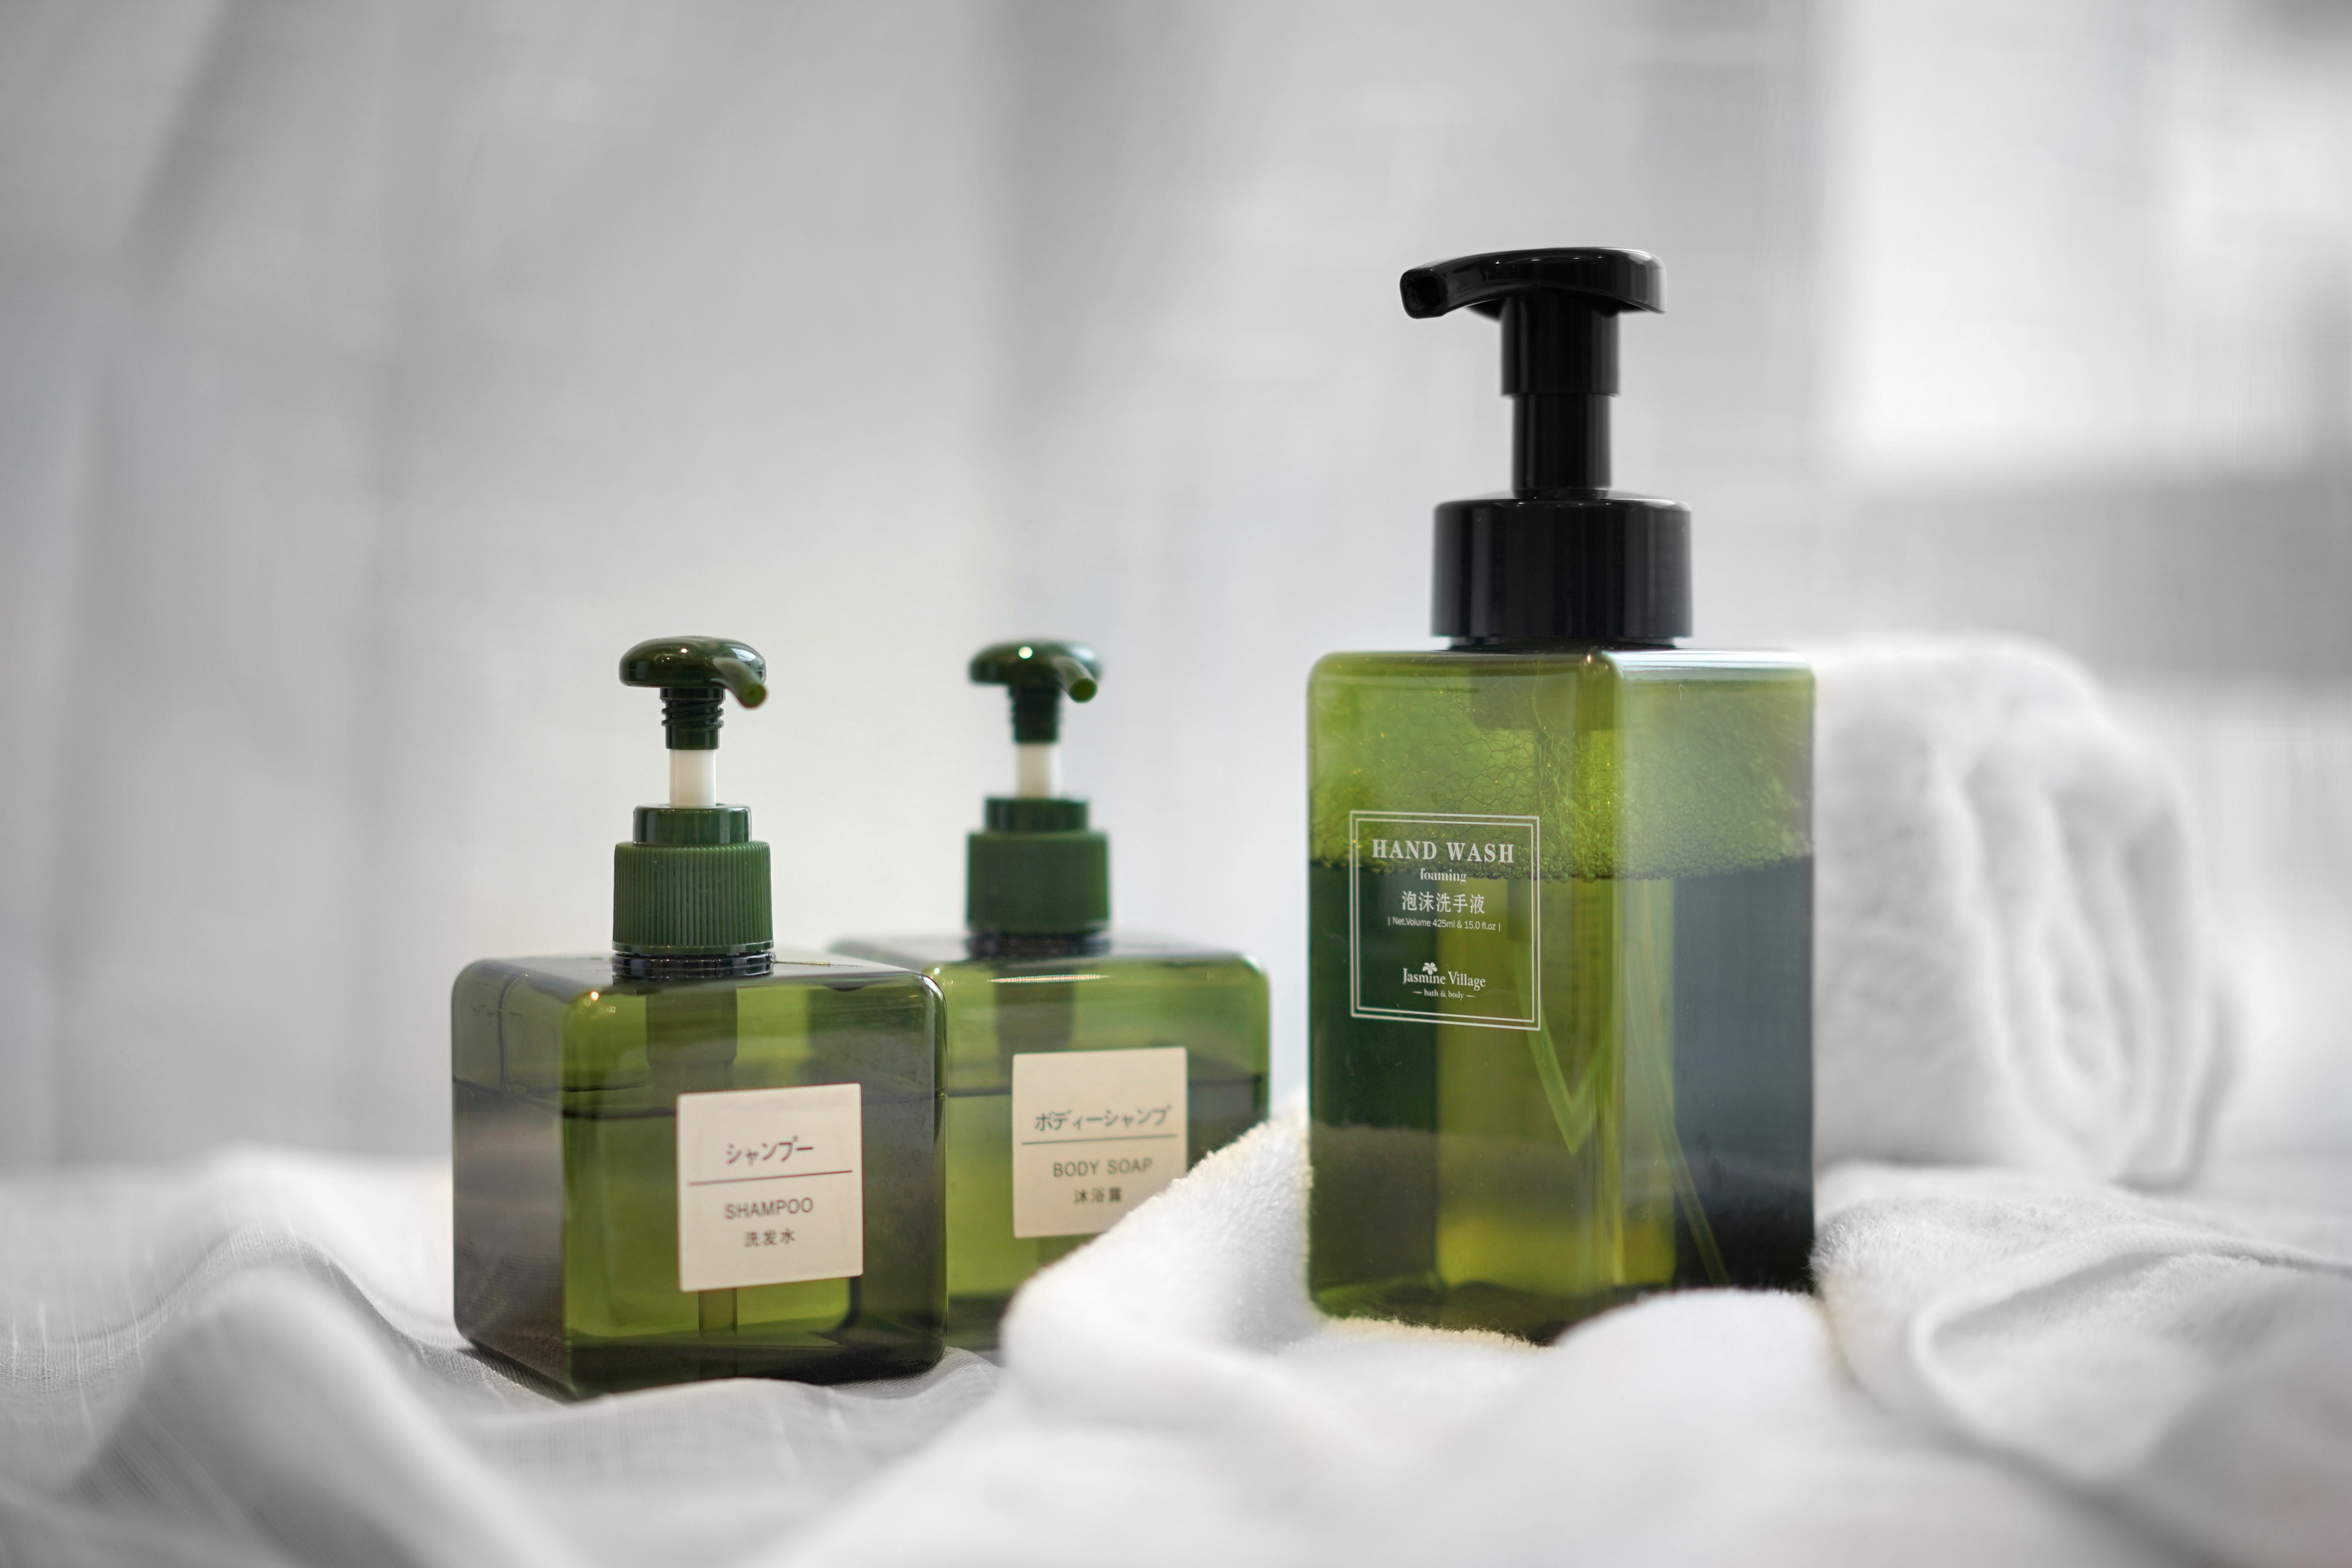 シャンプー
SHAMPOO
洗发水
ボディーシャンプ
BODY SOAP
沐浴露
HAND WASH
foaming
泡沫洗手液
| Net.Volume 425ml & 15.0 fl.oz |
Jasmine Village
bath & body